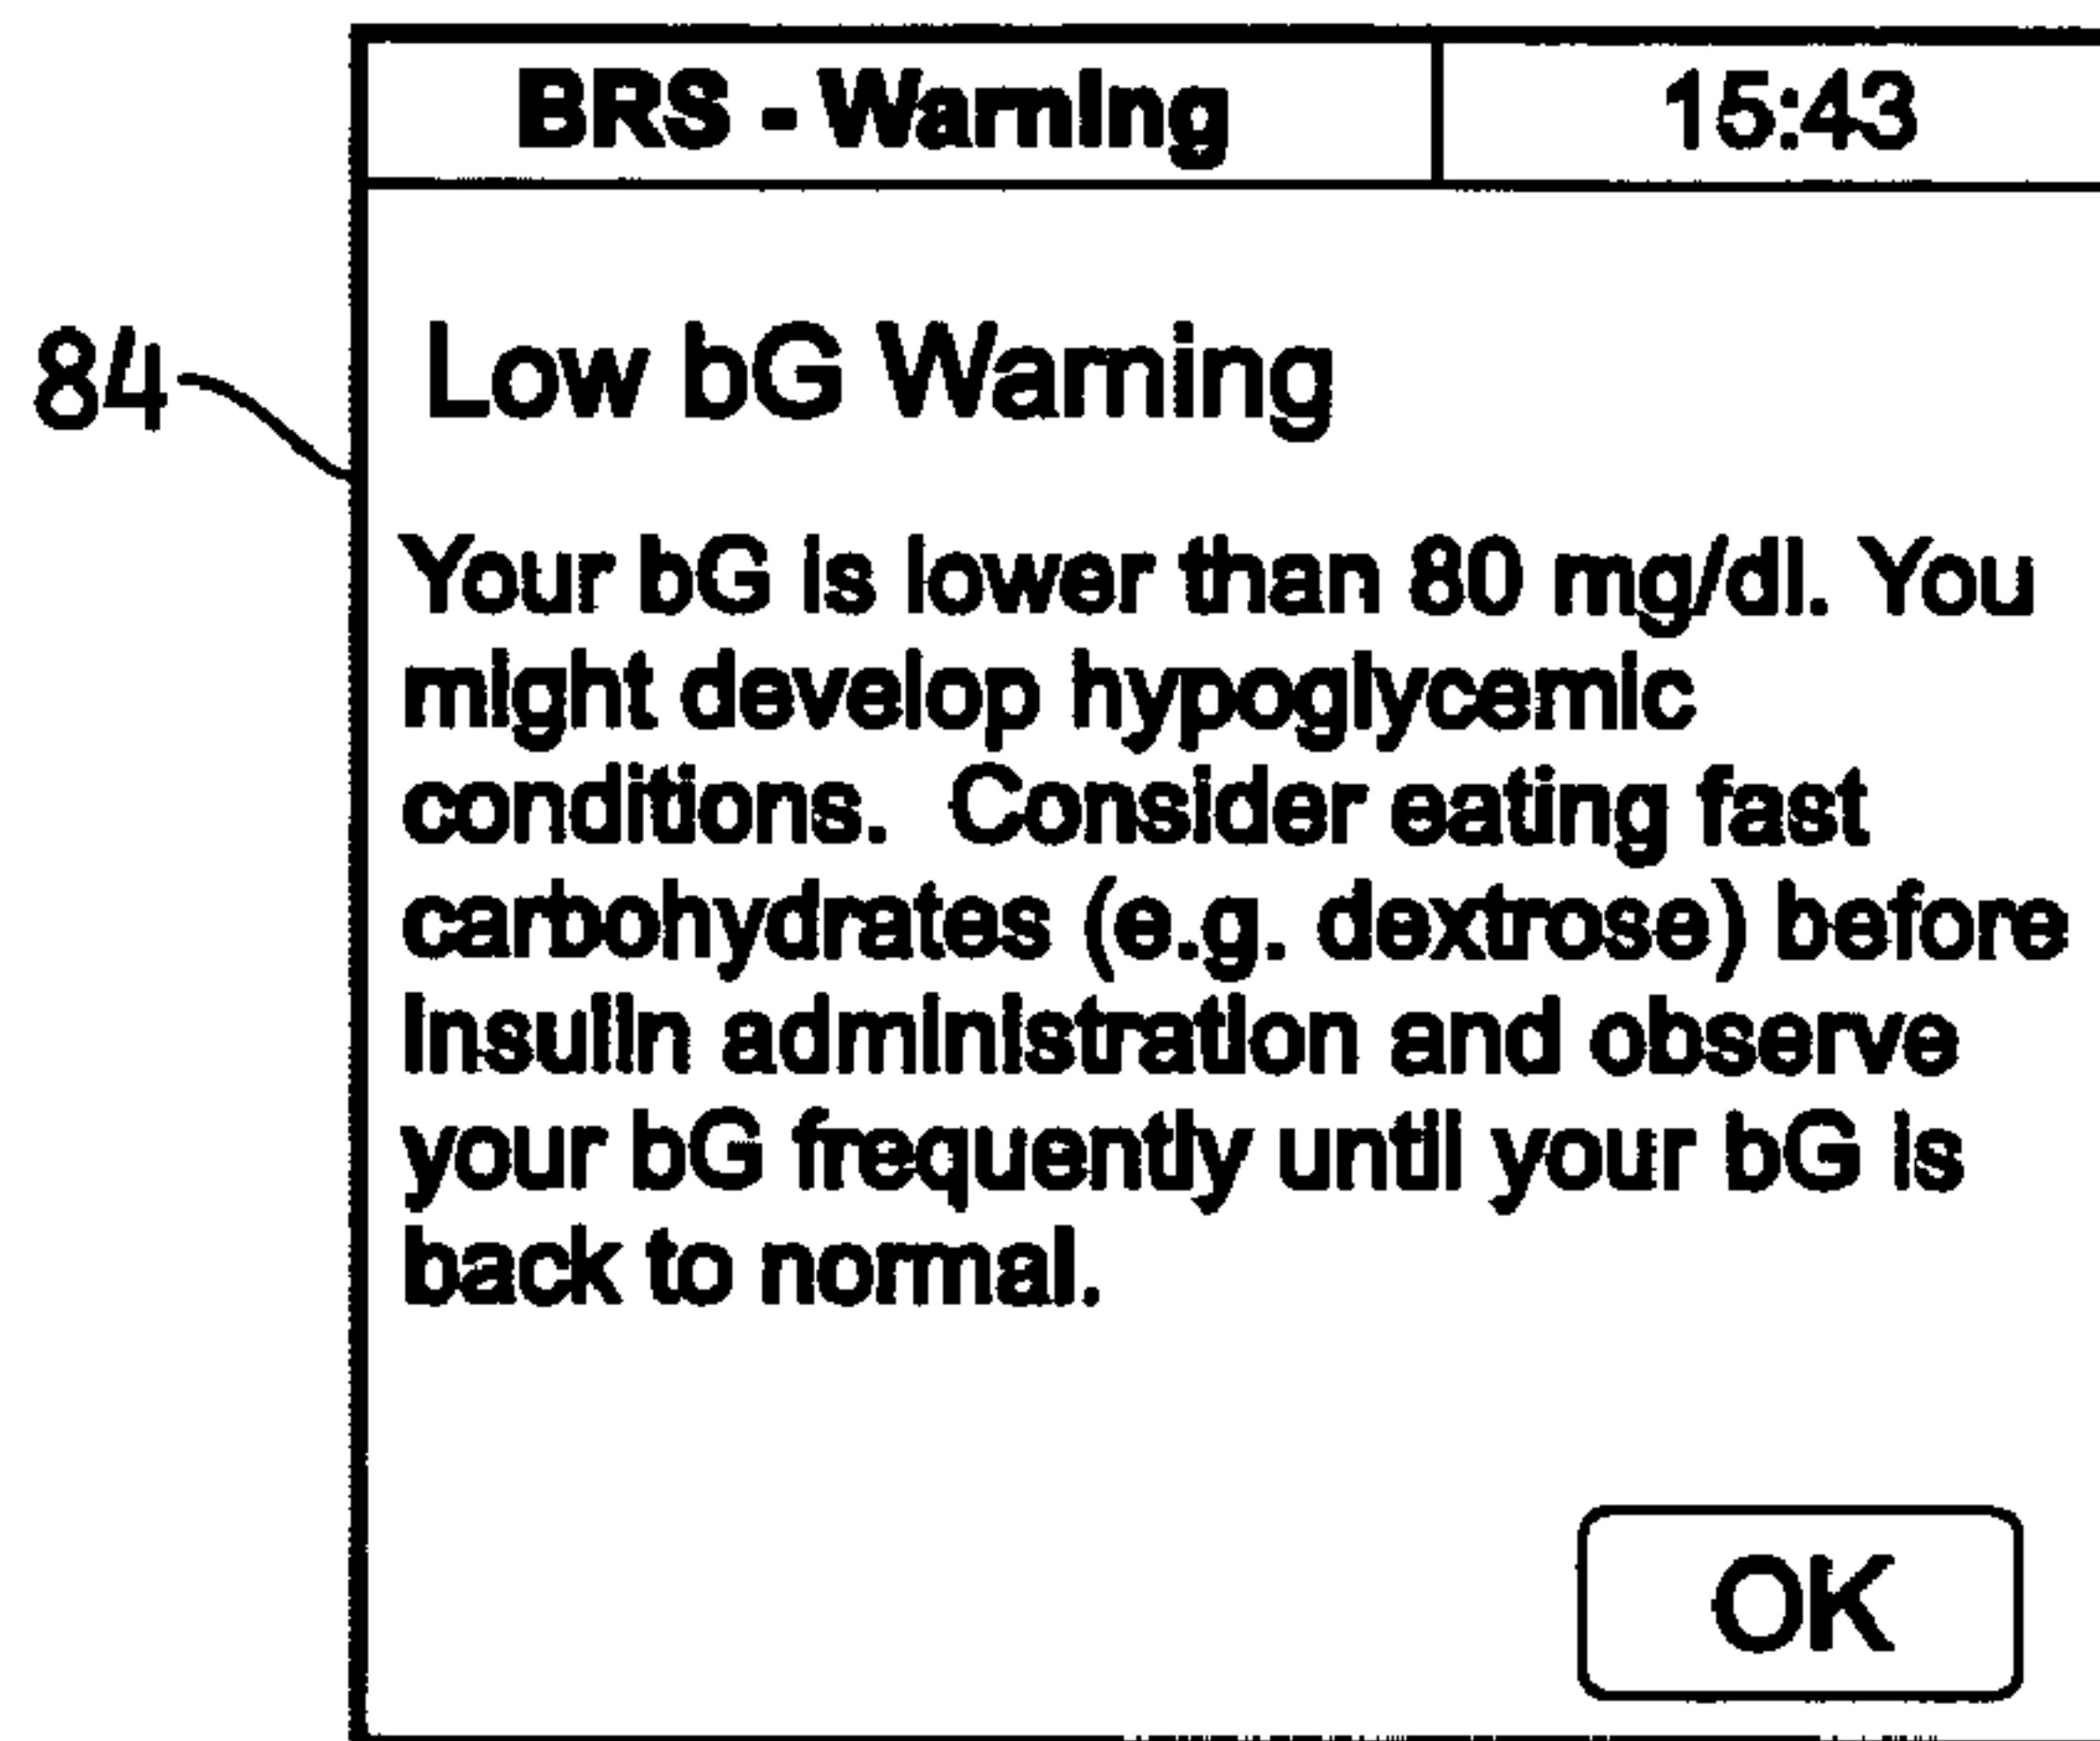 BRS - Warning 15:43
84
Low bG Warning
Your bG is lower than 80 mg/dl. You
might develop hypoglycemic
conditions.  Consider eating fast
carbohydrates (e.g. dextrose) before
insulin administration and observe
your bG frequently until your bG is
back to normal.
OK